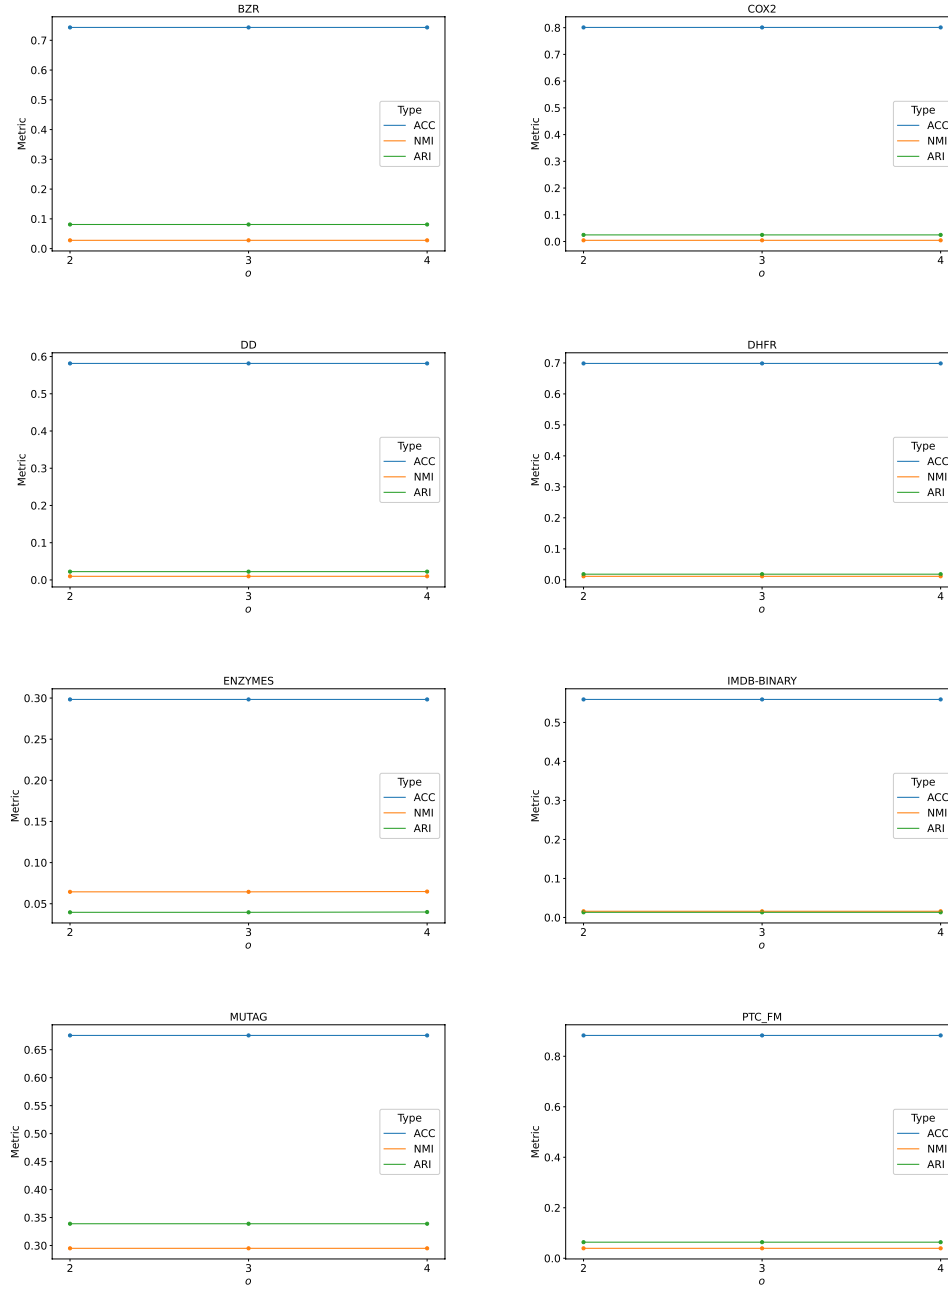 BZR
0.7
0.6
0.5
0.4
0.3
0.2
0.1
0.0
Metric
Type
ACC
NMI
ARI
2
3
4
o
COX2
0.8
0.7
0.6
0.5
0.4
0.3
0.2
0.1
0.0
Metric
Type
ACC
NMI
ARI
2
3
4
o
DD
0.6
0.5
0.4
0.3
0.2
0.1
0.0
Metric
Type
ACC
NMI
ARI
2
3
4
o
DHFR
0.7
0.6
0.5
0.4
0.3
0.2
0.1
0.0
Metric
Type
ACC
NMI
ARI
2
3
4
o
ENZYMES
0.30
0.25
0.20
0.15
0.10
0.05
Metric
Type
ACC
NMI
ARI
2
3
4
o
IMDB-BINARY
0.5
0.4
0.3
0.2
0.1
0.0
Metric
Type
ACC
NMI
ARI
2
3
4
o
MUTAG
0.65
0.60
0.55
0.50
0.45
0.40
0.35
0.30
Metric
Type
ACC
NMI
ARI
2
3
4
o
PTC_FM
0.8
0.6
0.4
0.2
0.0
Metric
Type
ACC
NMI
ARI
2
3
4
o